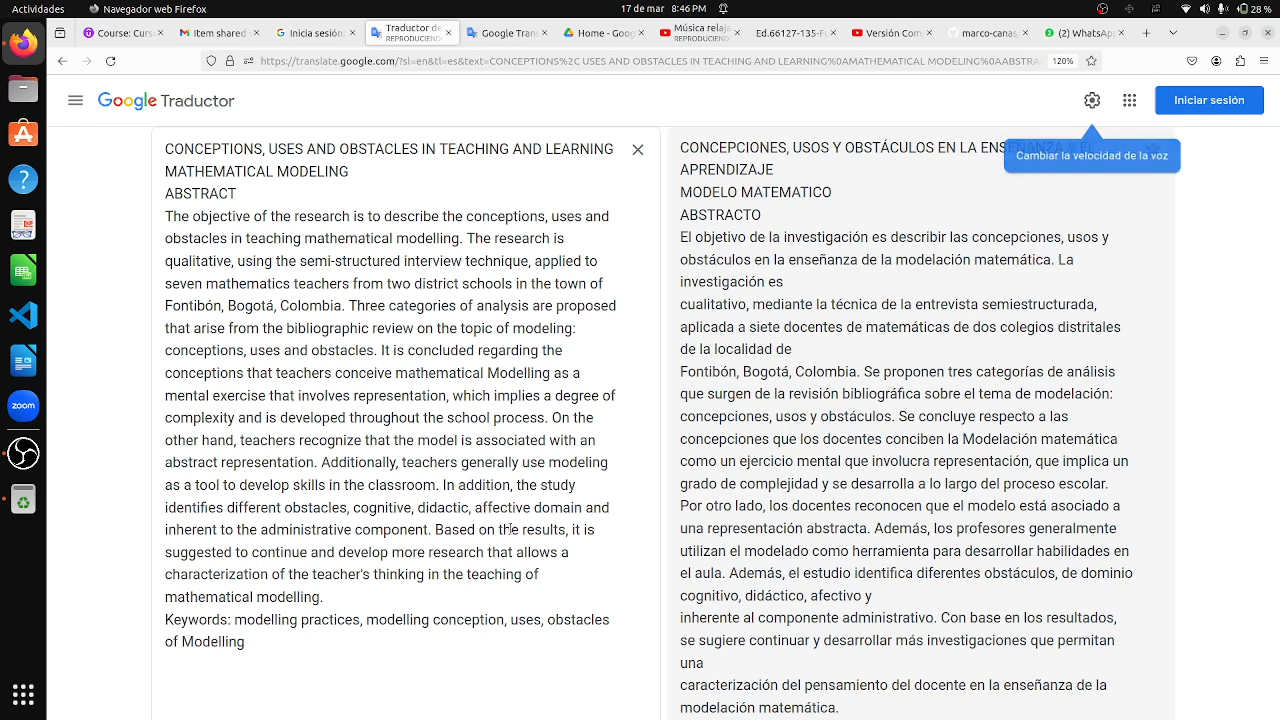 Actividades
Navegador web Firefox
17 de mar 8:46 PM
28 %
Course: Curs
Item shared
Inicia sesión:
Traductor de
REPRODUCIEND
Google Tran
Home - Goog
Música relaj
REPRODUCIENDO
Ed.66127-135-F
Versión Com
marco-canas
(2) WhatsApp
https://translate.google.com/?sl=en&tl=es&text=CONCEPTIONS%2C USES AND OBSTACLES IN TEACHING AND LEARNING%0AMATHEMATICAL MODELING%0AABSTRA
120%
Google Traductor
Iniciar sesión
Cambiar la velocidad de la voz
CONCEPTIONS, USES AND OBSTACLES IN TEACHING AND LEARNING
MATHEMATICAL MODELING
ABSTRACT
The objective of the research is to describe the conceptions, uses and
obstacles in teaching mathematical modelling. The research is
qualitative, using the semi-structured interview technique, applied to
seven mathematics teachers from two district schools in the town of
Fontibón, Bogotá, Colombia. Three categories of analysis are proposed
that arise from the bibliographic review on the topic of modeling:
conceptions, uses and obstacles. It is concluded regarding the
conceptions that teachers conceive mathematical Modelling as a
mental exercise that involves representation, which implies a degree of
complexity and is developed throughout the school process. On the
other hand, teachers recognize that the model is associated with an
abstract representation. Additionally, teachers generally use modeling
as a tool to develop skills in the classroom. In addition, the study
identifies different obstacles, cognitive, didactic, affective domain and
inherent to the administrative component. Based on the results, it is
suggested to continue and develop more research that allows a
characterization of the teacher's thinking in the teaching of
mathematical modelling.
Keywords: modelling practices, modelling conception, uses, obstacles
of Modelling
CONCEPCIONES, USOS Y OBSTÁCULOS EN LA ENSEÑANZA Y EL
APRENDIZAJE
MODELO MATEMATICO
ABSTRACTO
El objetivo de la investigación es describir las concepciones, usos y
obstáculos en la enseñanza de la modelación matemática. La
investigación es
cualitativo, mediante la técnica de la entrevista semiestructurada,
aplicada a siete docentes de matemáticas de dos colegios distritales
de la localidad de
Fontibón, Bogotá, Colombia. Se proponen tres categorías de análisis
que surgen de la revisión bibliográfica sobre el tema de modelación:
concepciones, usos y obstáculos. Se concluye respecto a las
concepciones que los docentes conciben la Modelación matemática
como un ejercicio mental que involucra representación, que implica un
grado de complejidad y se desarrolla a lo largo del proceso escolar.
Por otro lado, los docentes reconocen que el modelo está asociado a
una representación abstracta. Además, los profesores generalmente
utilizan el modelado como herramienta para desarrollar habilidades en
el aula. Además, el estudio identifica diferentes obstáculos, de dominio
cognitivo, didáctico, afectivo y
inherente al componente administrativo. Con base en los resultados,
se sugiere continuar y desarrollar más investigaciones que permitan
una
caracterización del pensamiento del docente en la enseñanza de la
modelación matemática.
zoom